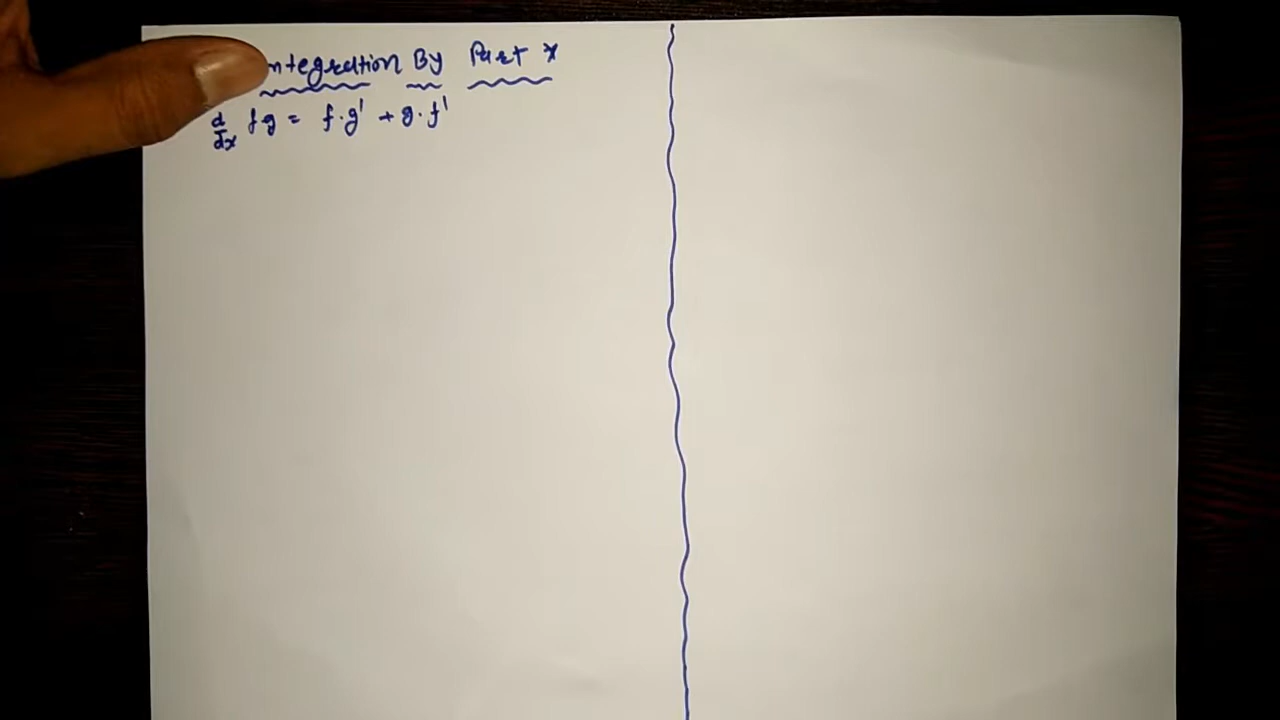 ntegration By Part *
d/dx fg = f.g' + g.f'